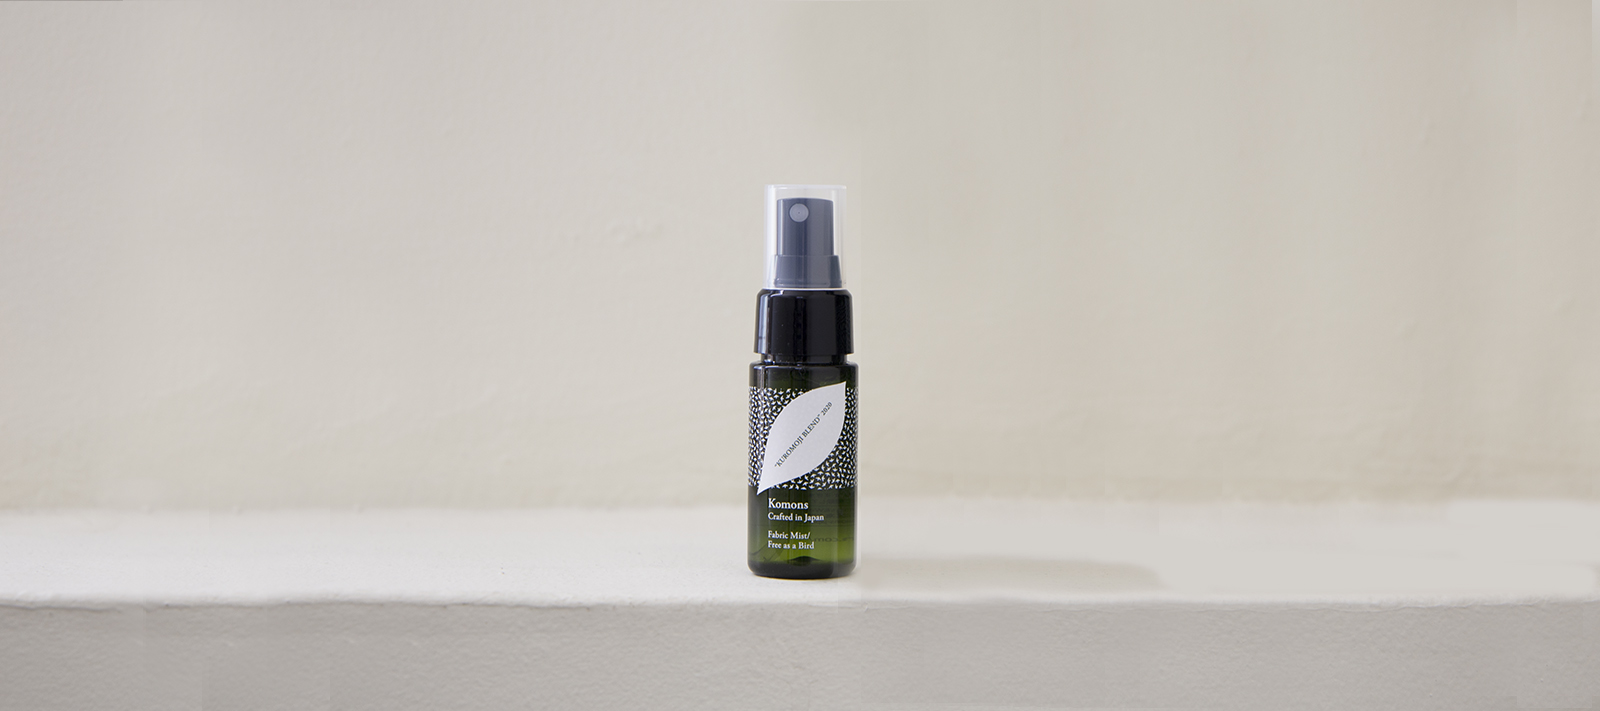 "KUROMOJI BLEND" 2020
Komons
Crafted in Japan
Fabric Mist/
Free as a Bird